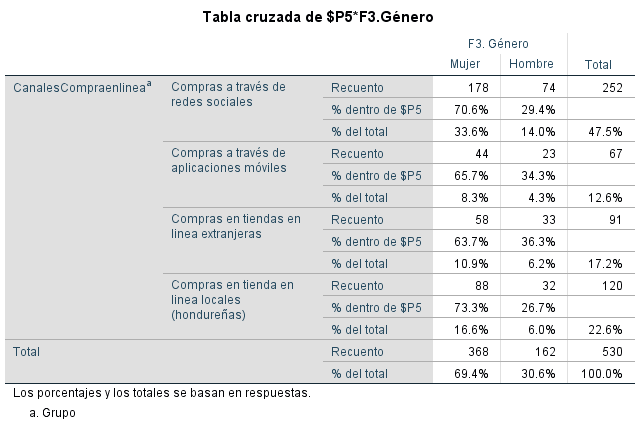 Tabla cruzada de $P5*F3.Género
F3. Género
Mujer Hombre Total
CanalesCompraenlineaª Compras a través de redes sociales Recuento 178 74 252
% dentro de $P5 70.6% 29.4%
% del total 33.6% 14.0% 47.5%
Compras a través de aplicaciones móviles Recuento 44 23 67
% dentro de $P5 65.7% 34.3%
% del total 8.3% 4.3% 12.6%
Compras en tiendas en linea extranjeras Recuento 58 33 91
% dentro de $P5 63.7% 36.3%
% del total 10.9% 6.2% 17.2%
Compras en tienda en linea locales (hondureñas) Recuento 88 32 120
% dentro de $P5 73.3% 26.7%
% del total 16.6% 6.0% 22.6%
Total Recuento 368 162 530
% del total 69.4% 30.6% 100.0%
Los porcentajes y los totales se basan en respuestas.
a. Grupo